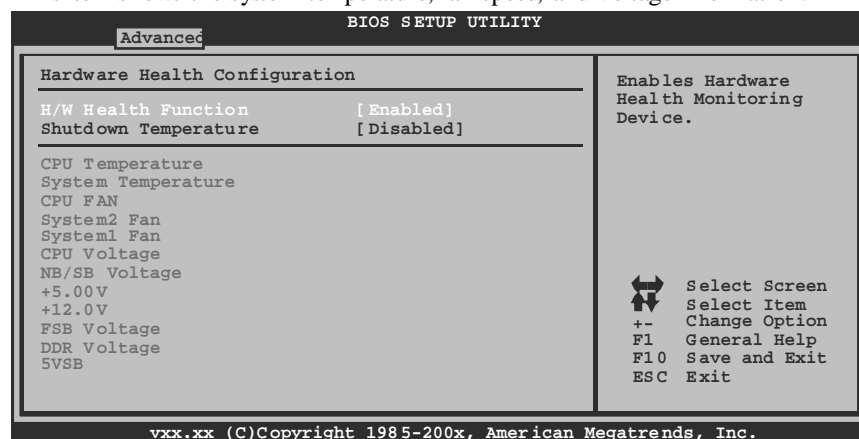 BIOS SETUP UTILITY
Advanced
Hardware Health Configuration
H/W Health Function [Enabled]
Shutdown Temperature [Disabled]
CPU Temperature
System Temperature
CPU FAN
System2 Fan
System1 Fan
CPU Voltage
NB/SB Voltage
+5.00V
+12.0V
FSB Voltage
DDR Voltage
5VSB
Enables Hardware
Health Monitoring
Device.
Select Screen
Select Item
+- Change Option
F1 General Help
F10 Save and Exit
ESC Exit
vxx.xx (C)Copyright 1985-200x, American Megatrends, Inc.